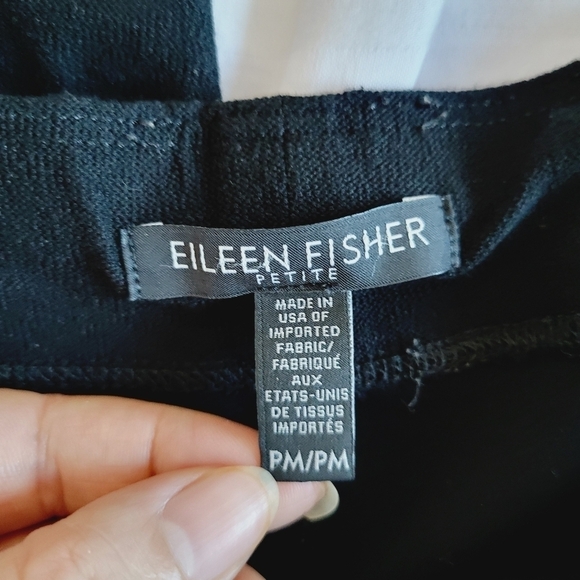 EILEEN FISHER
PETITE
MADE IN
USA OF
IMPORTED
FABRIC/
FABRIQUÉ
AUX
ETATS-UNIS
DE TISSUS
IMPORTÉS
PM/PM